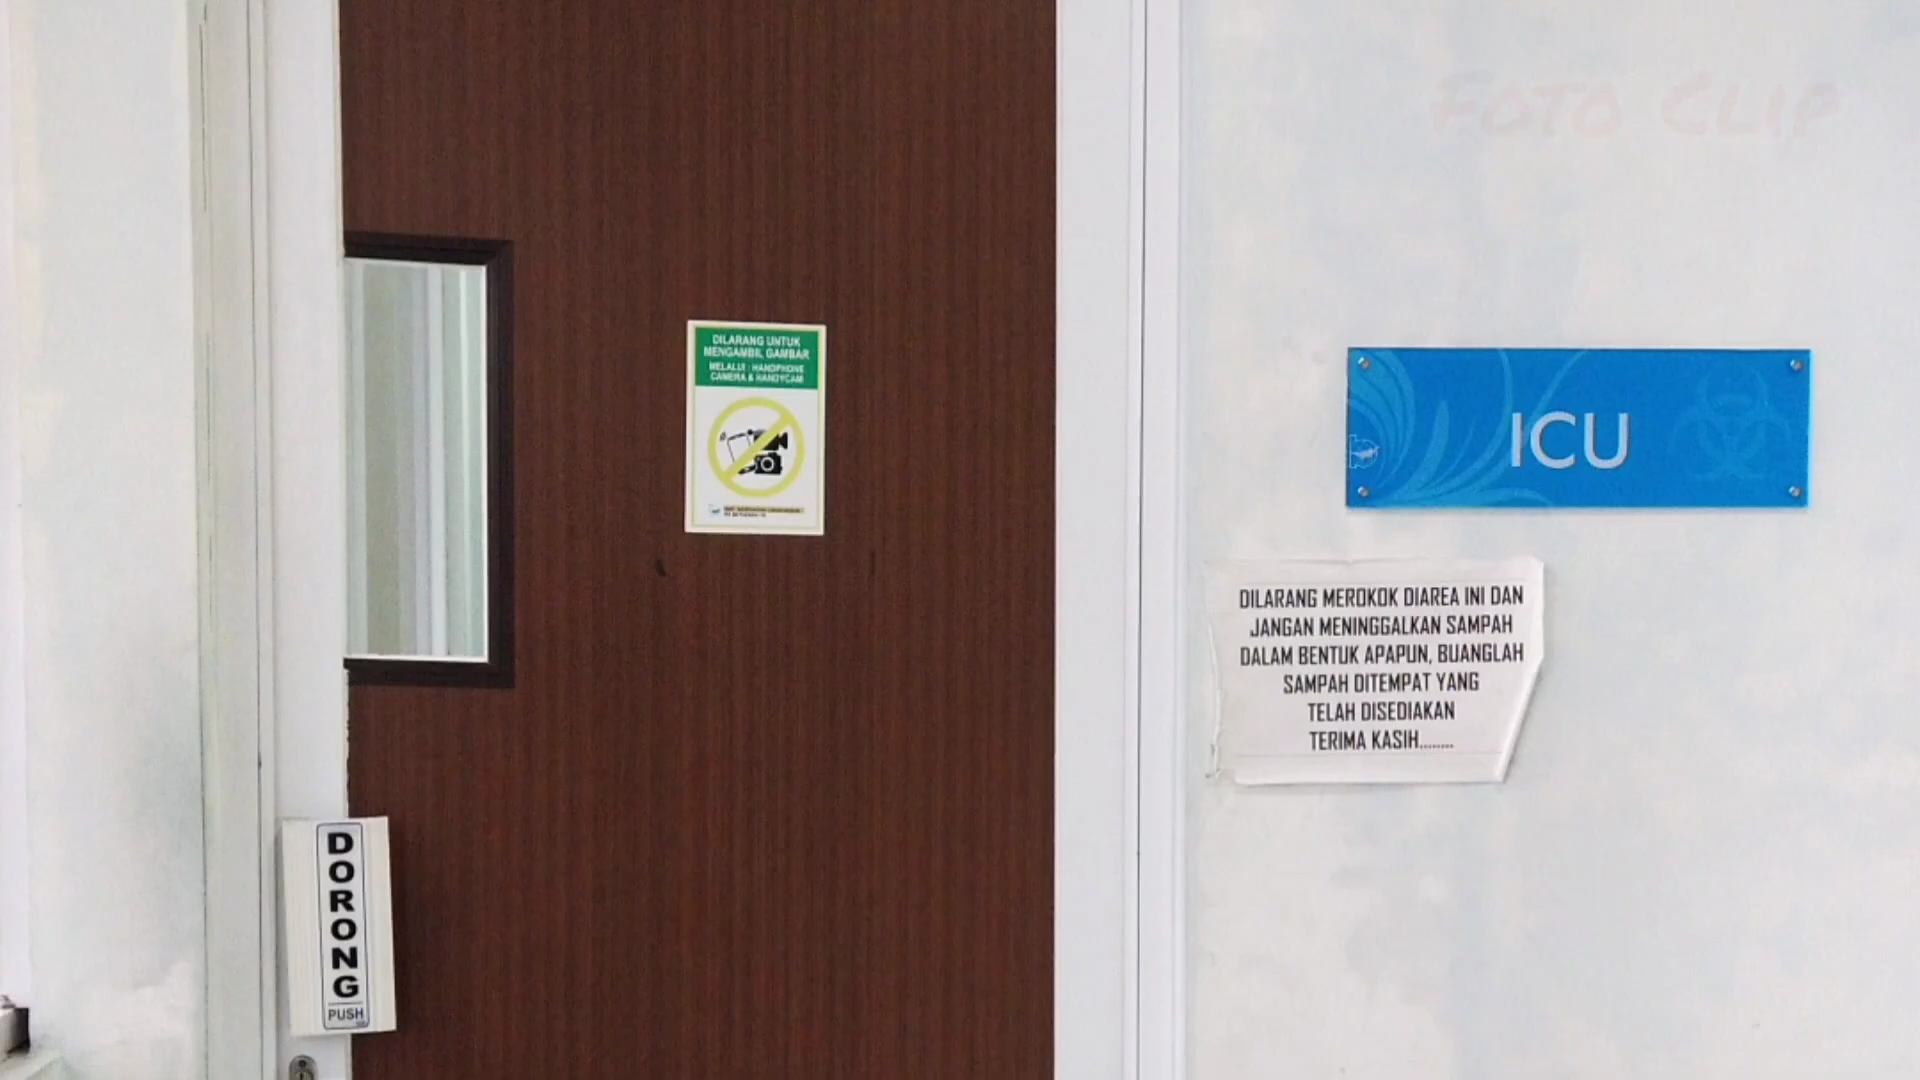 FOTO CLIP
DILARANG UNTUK
MENGAMBIL GAMBAR
MELALUI : HANDPHONE
CAMERA & HANDYCAM
ICU
DILARANG MEROKOK DIAREA INI DAN
JANGAN MENINGGALKAN SAMPAH
DALAM BENTUK APAPUN, BUANGLAH
SAMPAH DITEMPAT YANG
TELAH DISEDIAKAN
TERIMA KASIH........
DORONG
PUSH